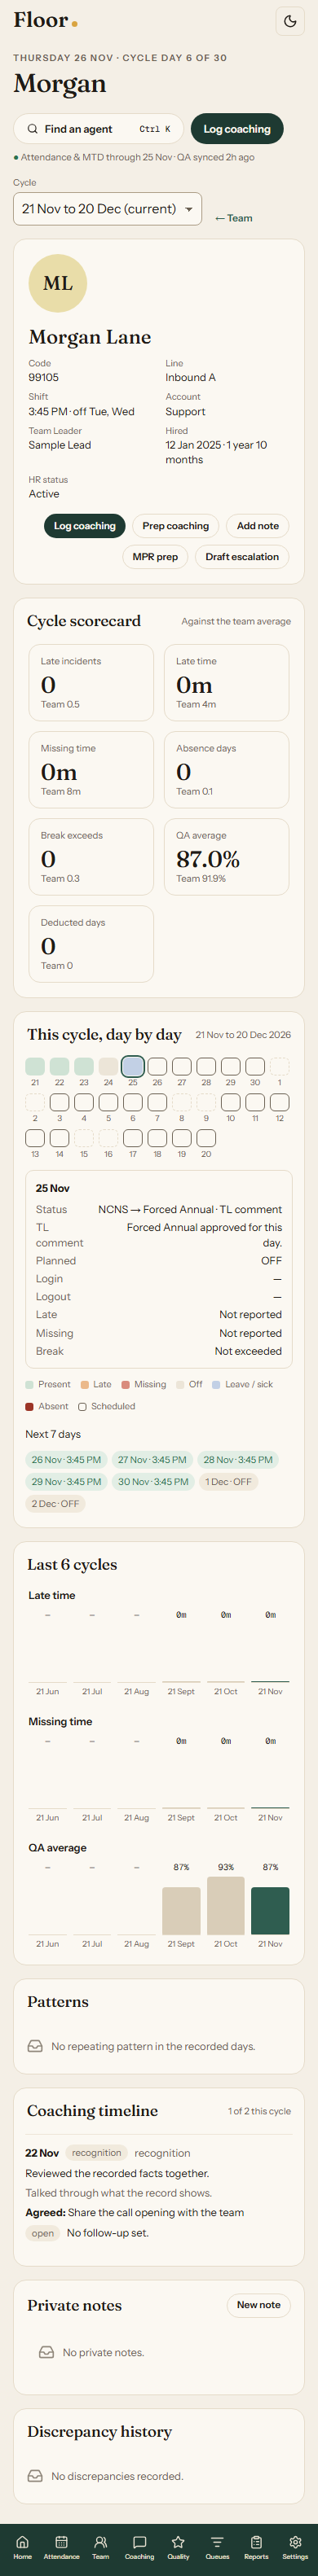 Floor.
THURSDAY 26 NOV · CYCLE DAY 6 OF 30
Morgan
Find an agent Ctrl K
Log coaching
Attendance & MTD through 25 Nov · QA synced 2h ago
Cycle
21 Nov to 20 Dec (current)
← Team
ML
Morgan Lane
Code
99105
Line
Inbound A
Shift
3:45 PM · off Tue, Wed
Account
Support
Team Leader
Sample Lead
Hired
12 Jan 2025 · 1 year 10
months
HR status
Active
Log coaching
Prep coaching
Add note
MPR prep
Draft escalation
Cycle scorecard
Against the team average
Late incidents
0
Team 0.5
Late time
0m
Team 4m
Missing time
0m
Team 8m
Absence days
0
Team 0.1
Break exceeds
0
Team 0.3
QA average
87.0%
Team 91.9%
Deducted days
0
Team 0
This cycle, day by day
21 Nov to 20 Dec 2026
21 22 23 24 25 26 27 28 29 30 1
2 3 4 5 6 7 8 9 10 11 12
13 14 15 16 17 18 19 20
25 Nov
Status NCNS → Forced Annual · TL comment
TL comment Forced Annual approved for this day.
Planned OFF
Login —
Logout —
Late Not reported
Missing Not reported
Break Not exceeded
Present Late Missing Off Leave / sick
Absent Scheduled
Next 7 days
26 Nov · 3:45 PM 27 Nov · 3:45 PM 28 Nov · 3:45 PM
29 Nov · 3:45 PM 30 Nov · 3:45 PM 1 Dec · OFF
2 Dec · OFF
Last 6 cycles
Late time
– – – 0m 0m 0m
21 Jun 21 Jul 21 Aug 21 Sept 21 Oct 21 Nov
Missing time
– – – 0m 0m 0m
21 Jun 21 Jul 21 Aug 21 Sept 21 Oct 21 Nov
QA average
– – – 87% 93% 87%
21 Jun 21 Jul 21 Aug 21 Sept 21 Oct 21 Nov
Patterns
No repeating pattern in the recorded days.
Coaching timeline
1 of 2 this cycle
22 Nov recognition recognition
Reviewed the recorded facts together.
Talked through what the record shows.
Agreed: Share the call opening with the team
open No follow-up set.
Private notes
New note
No private notes.
Discrepancy history
No discrepancies recorded.
Home Attendance Team Coaching Quality Queues Reports Settings